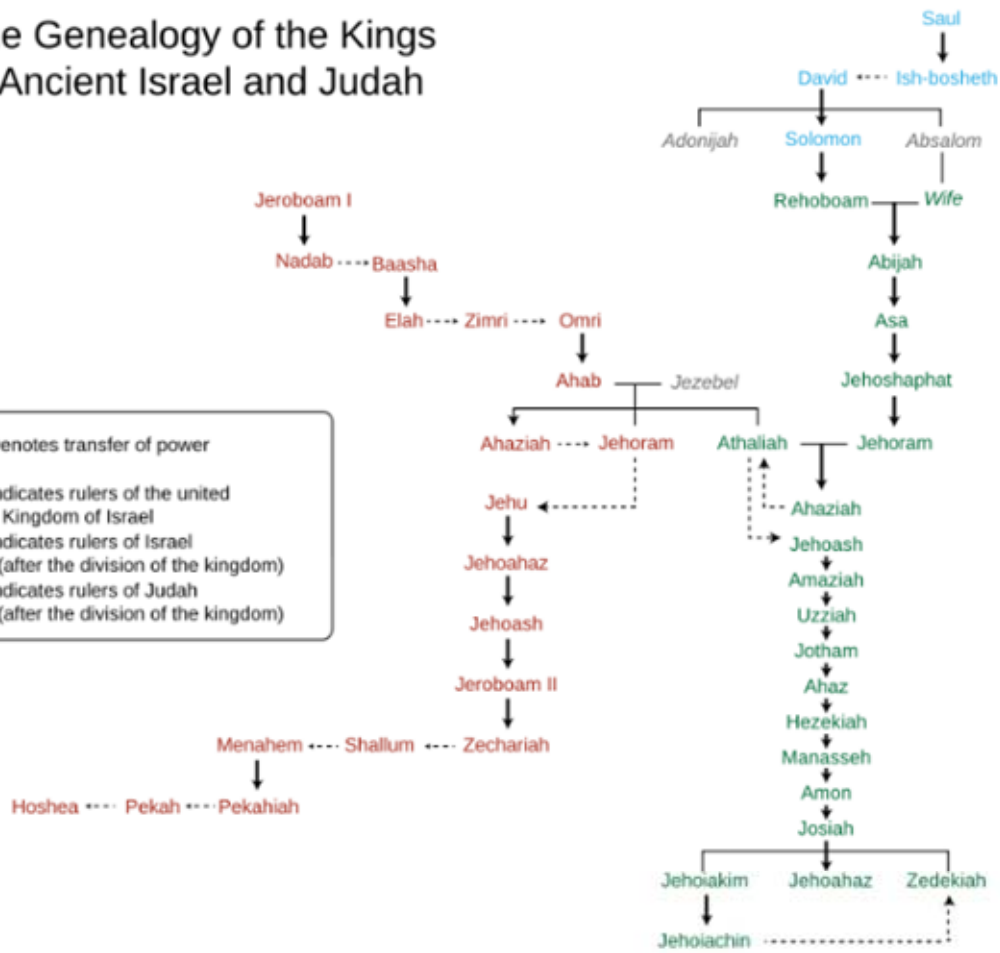 e Genealogy of the Kings
Ancient Israel and Judah
Saul
David
Ish-bosheth
Adonijah
Solomon
Absalom
Jeroboam I
Rehoboam
Wife
Nadab
Baasha
Abijah
Elah
Zimri
Omri
Asa
Ahab
Jezebel
Jehoshaphat
Ahaziah
Jehoram
Athaliah
Jehoram
enotes transfer of power
ndicates rulers of the united
Kingdom of Israel
ndicates rulers of Israel
(after the division of the kingdom)
ndicates rulers of Judah
(after the division of the kingdom)
Jehu
Ahaziah
Jehoash
Jehoahaz
Amaziah
Uzziah
Jehoash
Jotham
Jeroboam II
Ahaz
Hezekiah
Menahem
Shallum
Zechariah
Manasseh
Amon
Hoshea
Pekah
Pekahiah
Josiah
Jehoiakim
Jehoahaz
Zedekiah
Jehoiachin